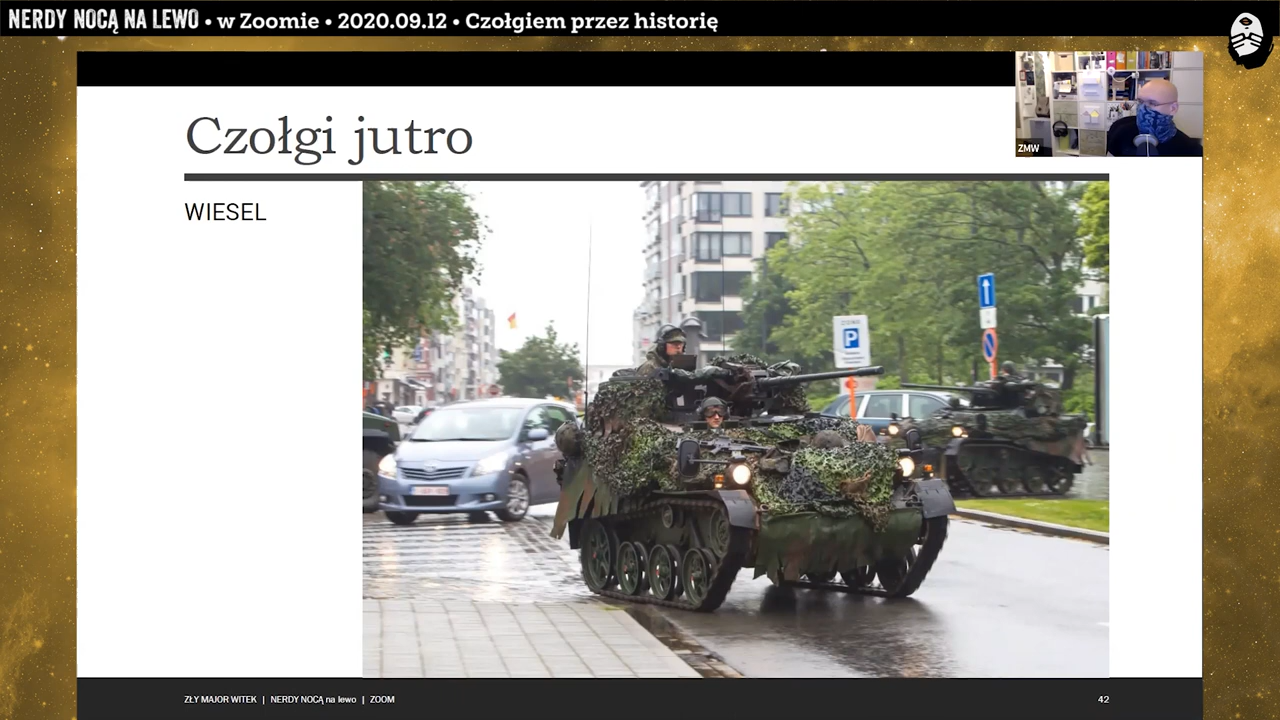 NERDY NOCĄ NA LEWO • w Zoomie • 2020.09.12 • Czołgiem przez historię
ZMW
Czołgi jutro
WIESEL
P
ZŁY MAJOR WITEK | NERDY NOCĄ na lewo | ZOOM
42